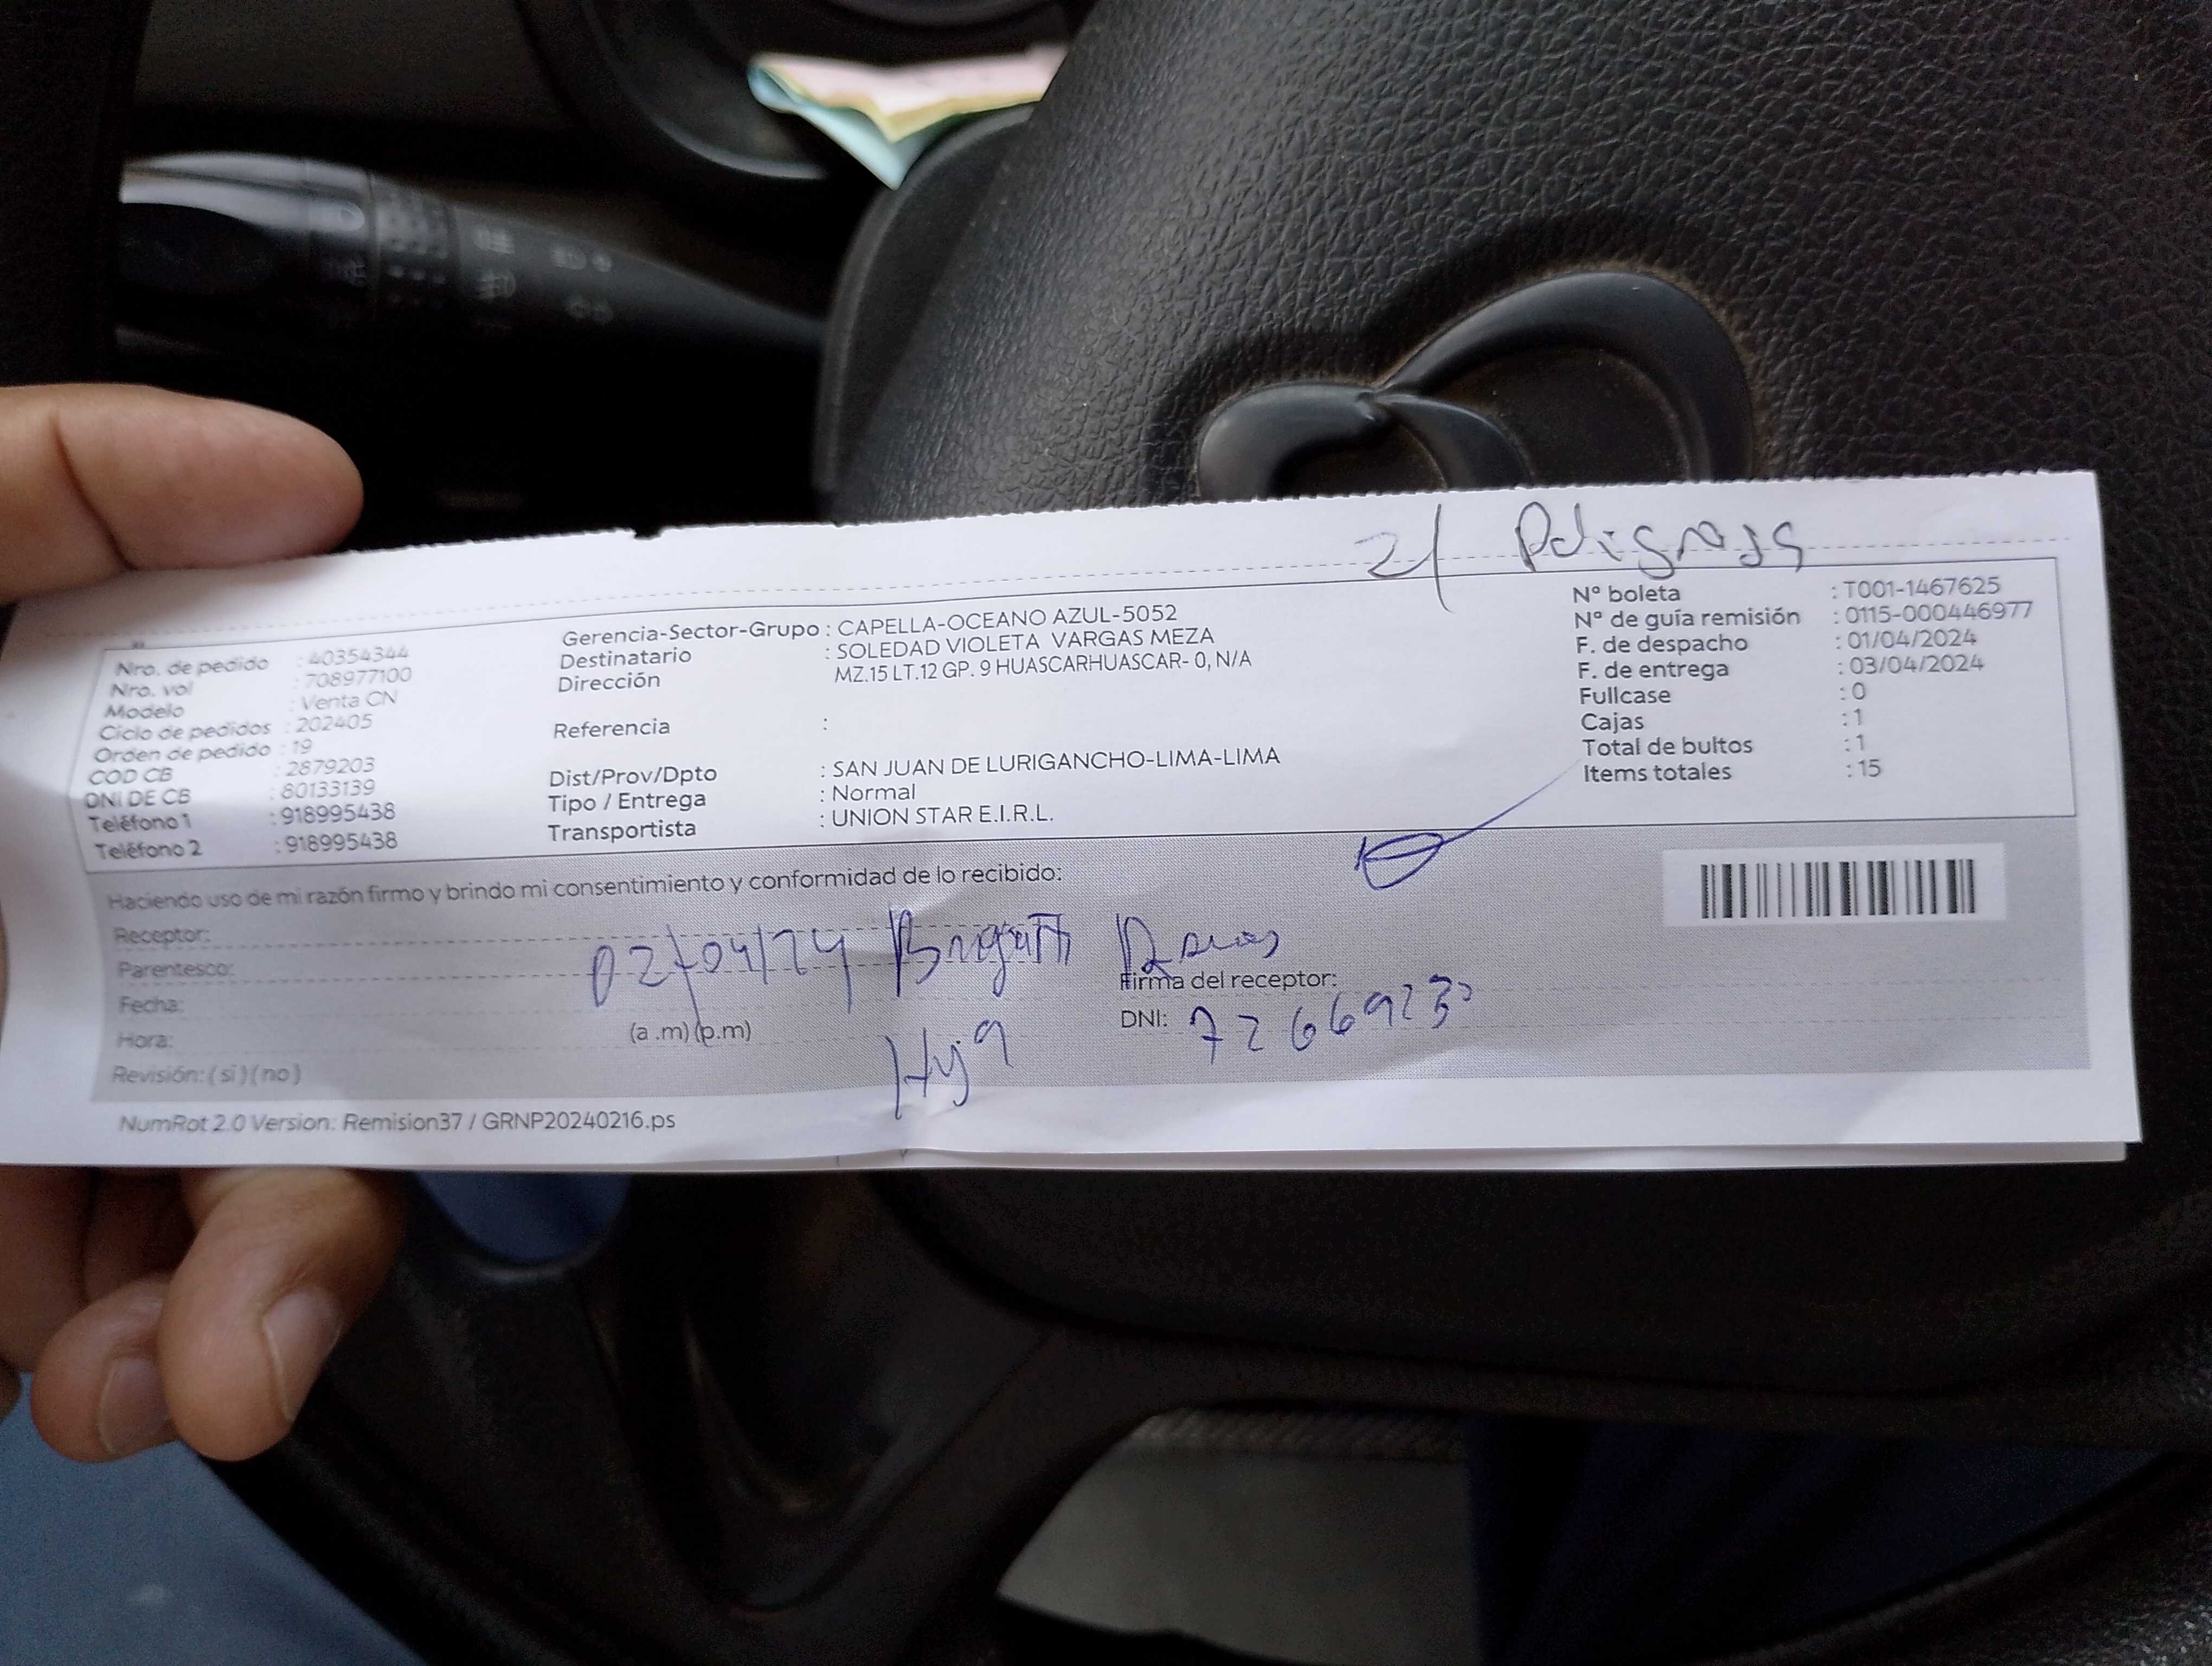 21
Nro. de pedido : 40354344
Nro. vol : 708977100
Modelo : Venta CN
Ciclo de pedidos : 202405
Orden de pedido : 19
COD CB : 2879203
DNI DE CB : 80133139
Teléfono 1 : 918995438
Teléfono 2 : 918995438
Gerencia-Sector-Grupo : CAPELLA-OCEANO AZUL-5052
Destinatario : SOLEDAD VIOLETA VARGAS MEZA
Dirección MZ.15 LT.12 GP. 9 HUASCARHUASCAR- 0, N/A
Referencia :
Dist/Prov/Dpto : SAN JUAN DE LURIGANCHO-LIMA-LIMA
Tipo / Entrega : Normal
Transportista : UNION STAR E.I.R.L.
N° boleta : T001-1467625
N° de guía remisión : 0115-000446977
F. de despacho : 01/04/2024
F. de entrega : 03/04/2024
Fullcase : 0
Cajas : 1
Total de bultos : 1
Items totales : 15
Haciendo uso de mi razón firmo y brindo mi consentimiento y conformidad de lo recibido:
Receptor:
Parentesco:
02/04/24
Fecha:
Hora: (a .m) (p.m)
Revisión: ( si ) ( no )
Hija
Firma del receptor:
DNI:
NumRot 2.0 Version: Remision37 / GRNP20240216.ps